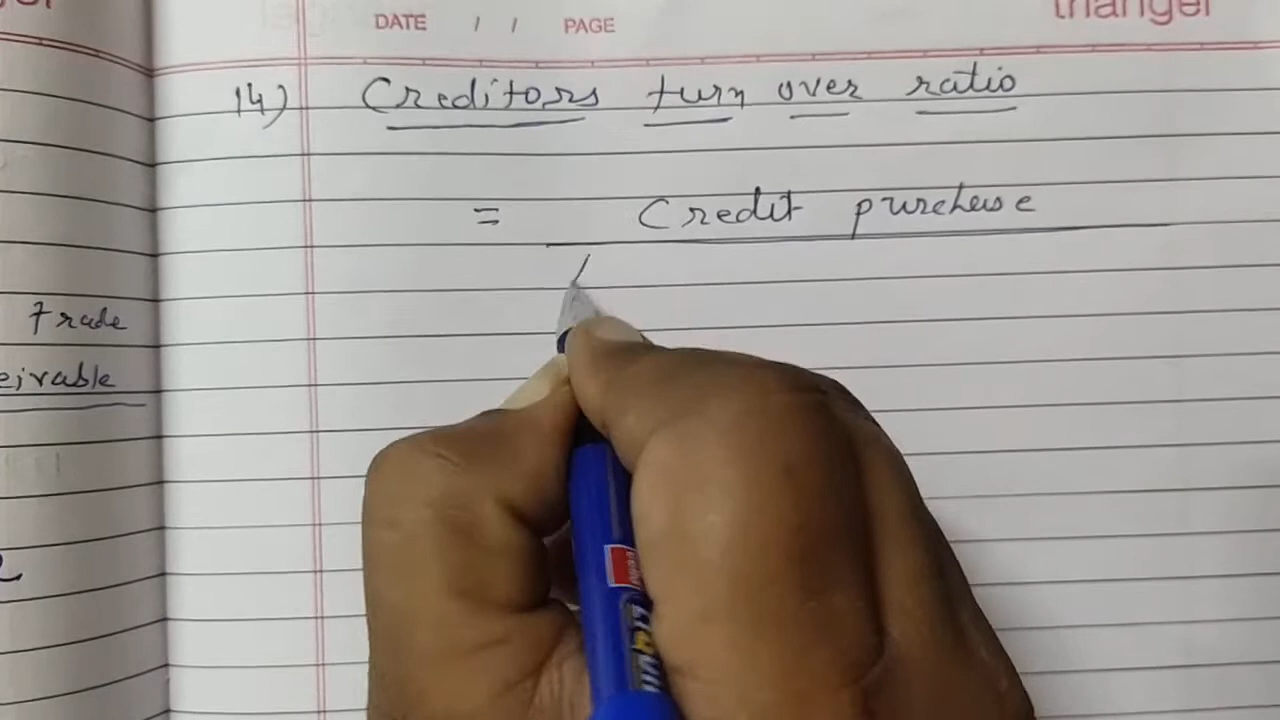 DATE / / PAGE
14) Creditors turn over ratio
= Credit purchase
Trade
eivable